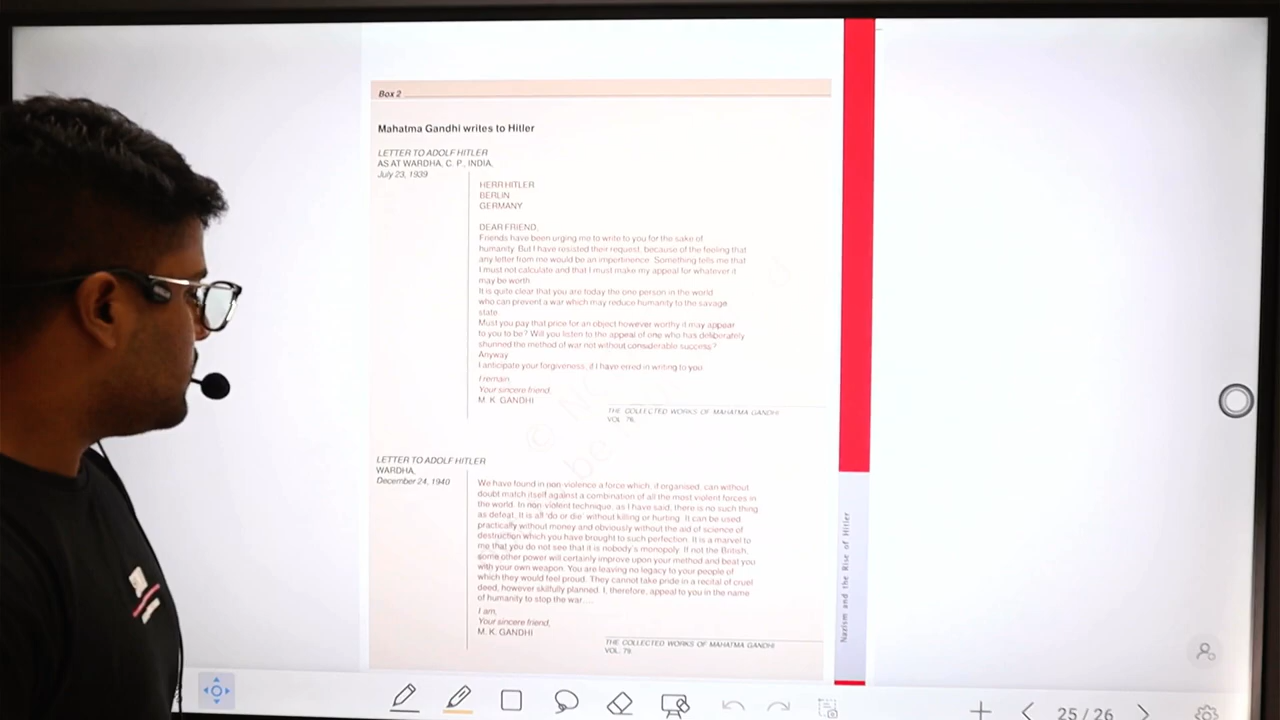 Box 2
Mahatma Gandhi writes to Hitler
LETTER TO ADOLF HITLER
AS AT WARDHA, C. P., INDIA,
July 23, 1939
HERR HITLER
BERLIN
GERMANY
DEAR FRIEND,
Friends have been urging me to write to you for the sake of
humanity. But I have resisted their request, because of the feeling that
any letter from me would be an impertinence. Something tells me that
I must not calculate and that I must make my appeal for whatever it
may be worth.
It is quite clear that you are today the one person in the world
who can prevent a war which may reduce humanity to the savage
state.
Must you pay that price for an object however worthy it may appear
to you to be? Will you listen to the appeal of one who has deliberately
shunned the method of war not without considerable success?
Anyway
I anticipate your forgiveness, if I have erred in writing to you.
I remain,
Your sincere friend,
M. K. GANDHI
THE COLLECTED WORKS OF MAHATMA GANDHI
VOL. 76.
LETTER TO ADOLF HITLER
WARDHA,
December 24, 1940
We have found in non-violence a force which, if organised, can without
doubt match itself against a combination of all the most violent forces in
the world. In non-violent technique, as I have said, there is no such thing
as defeat. It is all 'do or die' without killing or hurting. It can be used
practically without money and obviously without the aid of science of
destruction which you have brought to such perfection. It is a marvel to
me that you do not see that it is nobody's monopoly. If not the British,
some other power will certainly improve upon your method and beat you
with your own weapon. You are leaving no legacy to your people of
which they would feel proud. They cannot take pride in a recital of cruel
deed, however skilfully planned. I, therefore, appeal to you in the name
of humanity to stop the war....
I am,
Your sincere friend,
M. K. GANDHI
THE COLLECTED WORKS OF MAHATMA GANDHI
VOL. 79
Nazism and the Rise of Hitler
25 / 26